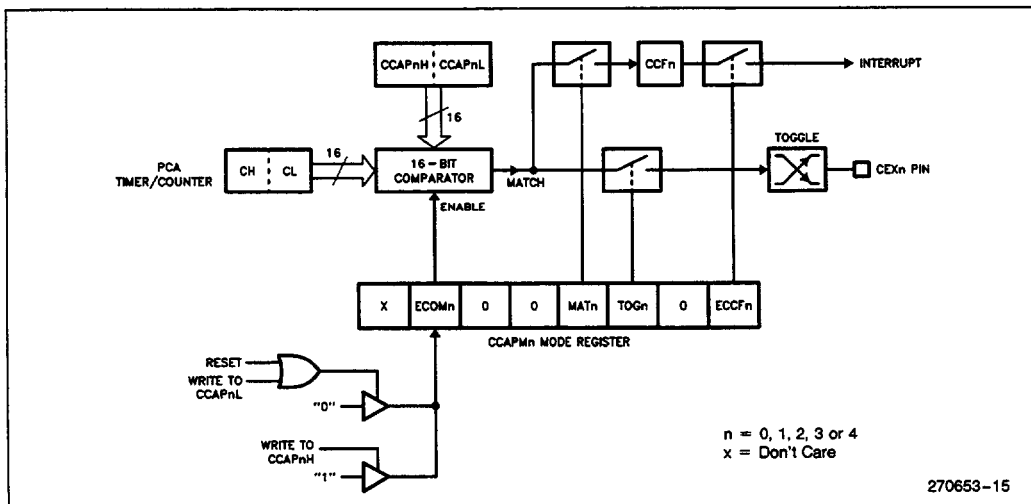 CCAPnH CCAPnL
16
CCFn
INTERRUPT
PCA
TIMER/COUNTER
CH CL
16
16-BIT
COMPARATOR
MATCH
ENABLE
TOGGLE
CEXn PIN
X ECOMn 0 0 MATn TOGn 0 ECCFn
CCAPMn MODE REGISTER
RESET
WRITE TO
CCAPnL
"0"
WRITE TO
CCAPnH
"1"
n = 0, 1, 2, 3 or 4
x = Don't Care
270653-15